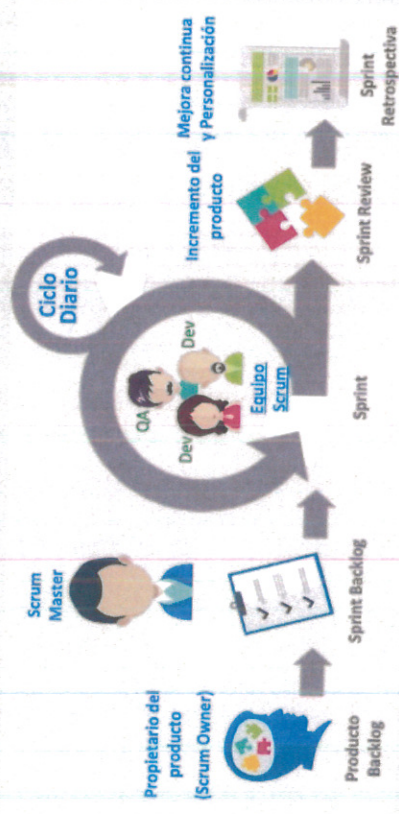 Propietario del
producto
(Scrum Owner)
Producto
Backlog
Scrum
Master
Sprint Backlog
Ciclo
Diario
QA
Dev
Dev
Equipo
Scrum
Sprint
Incremento del
producto
Sprint Review
Mejora continua
y Personalización
Sprint
Retrospectiva